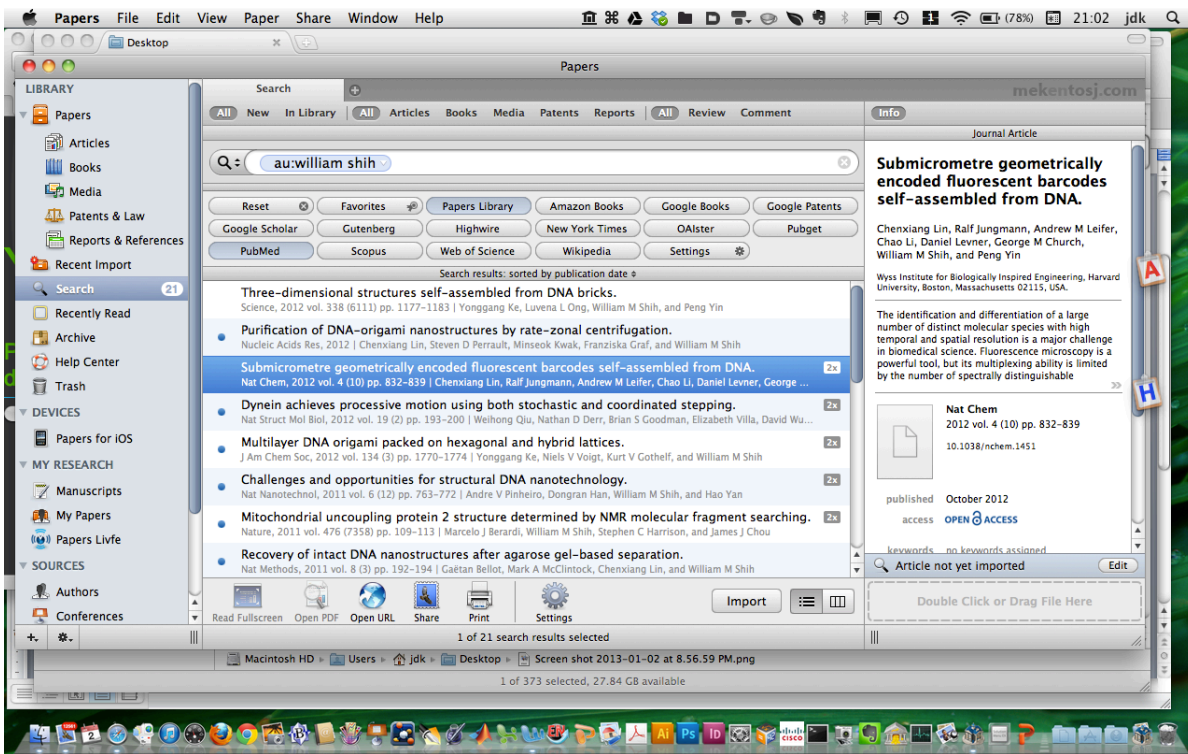 Papers File Edit View Paper Share Window Help (78%) 21:02 jdk
Desktop
Papers
LIBRARY
Papers
Articles
Books
Media
Patents & Law
Reports & References
Recent Import
Search 21
Recently Read
Archive
Help Center
Trash
DEVICES
Papers for iOS
MY RESEARCH
Manuscripts
My Papers
Papers Livfe
SOURCES
Authors
Conferences
Search
mekentosj.com
All New In Library All Articles Books Media Patents Reports All Review Comment
au:william shih
Reset Favorites Papers Library Amazon Books Google Books Google Patents
Google Scholar Gutenberg Highwire New York Times OAIster Pubget
PubMed Scopus Web of Science Wikipedia Settings
Search results: sorted by publication date
Three-dimensional structures self-assembled from DNA bricks.
Science, 2012 vol. 338 (6111) pp. 1177-1183 | Yonggang Ke, Luvena L Ong, William M Shih, and Peng Yin
Purification of DNA-origami nanostructures by rate-zonal centrifugation.
Nucleic Acids Res, 2012 | Chenxiang Lin, Steven D Perrault, Minseok Kwak, Franziska Graf, and William M Shih
Submicrometre geometrically encoded fluorescent barcodes self-assembled from DNA. 2x
Nat Chem, 2012 vol. 4 (10) pp. 832-839 | Chenxiang Lin, Ralf Jungmann, Andrew M Leifer, Chao Li, Daniel Levner, George ...
Dynein achieves processive motion using both stochastic and coordinated stepping. 2x
Nat Struct Mol Biol, 2012 vol. 19 (2) pp. 193-200 | Weihong Qiu, Nathan D Derr, Brian S Goodman, Elizabeth Villa, David Wu...
Multilayer DNA origami packed on hexagonal and hybrid lattices. 2x
J Am Chem Soc, 2012 vol. 134 (3) pp. 1770-1774 | Yonggang Ke, Niels V Voigt, Kurt V Gothelf, and William M Shih
Challenges and opportunities for structural DNA nanotechnology. 2x
Nat Nanotechnol, 2011 vol. 6 (12) pp. 763-772 | Andre V Pinheiro, Dongran Han, William M Shih, and Hao Yan
Mitochondrial uncoupling protein 2 structure determined by NMR molecular fragment searching. 2x
Nature, 2011 vol. 476 (7358) pp. 109-113 | Marcelo J Berardi, William M Shih, Stephen C Harrison, and James J Chou
Recovery of intact DNA nanostructures after agarose gel-based separation.
Nat Methods, 2011 vol. 8 (3) pp. 192-194 | Gaëtan Bellot, Mark A McClintock, Chenxiang Lin, and William M Shih
Read Fullscreen Open PDF Open URL Share Print Settings Import
1 of 21 search results selected
Info
Journal Article
Submicrometre geometrically
encoded fluorescent barcodes
self-assembled from DNA.
Chenxiang Lin, Ralf Jungmann, Andrew M Leifer,
Chao Li, Daniel Levner, George M Church,
William M Shih, and Peng Yin
Wyss Institute for Biologically Inspired Engineering, Harvard
University, Boston, Massachusetts 02115, USA.
The identification and differentiation of a large
number of distinct molecular species with high
temporal and spatial resolution is a major challenge
in biomedical science. Fluorescence microscopy is a
powerful tool, but its multiplexing ability is limited
by the number of spectrally distinguishable
Nat Chem
2012 vol. 4 (10) pp. 832-839
10.1038/nchem.1451
published October 2012
access OPEN ACCESS
keywords no keywords assigned
Article not yet imported Edit
Double Click or Drag File Here
A
H
Macintosh HD Users jdk Desktop Screen shot 2013-01-02 at 8.56.59 PM.png
1 of 373 selected, 27.84 GB available
Ai Ps ID cisco